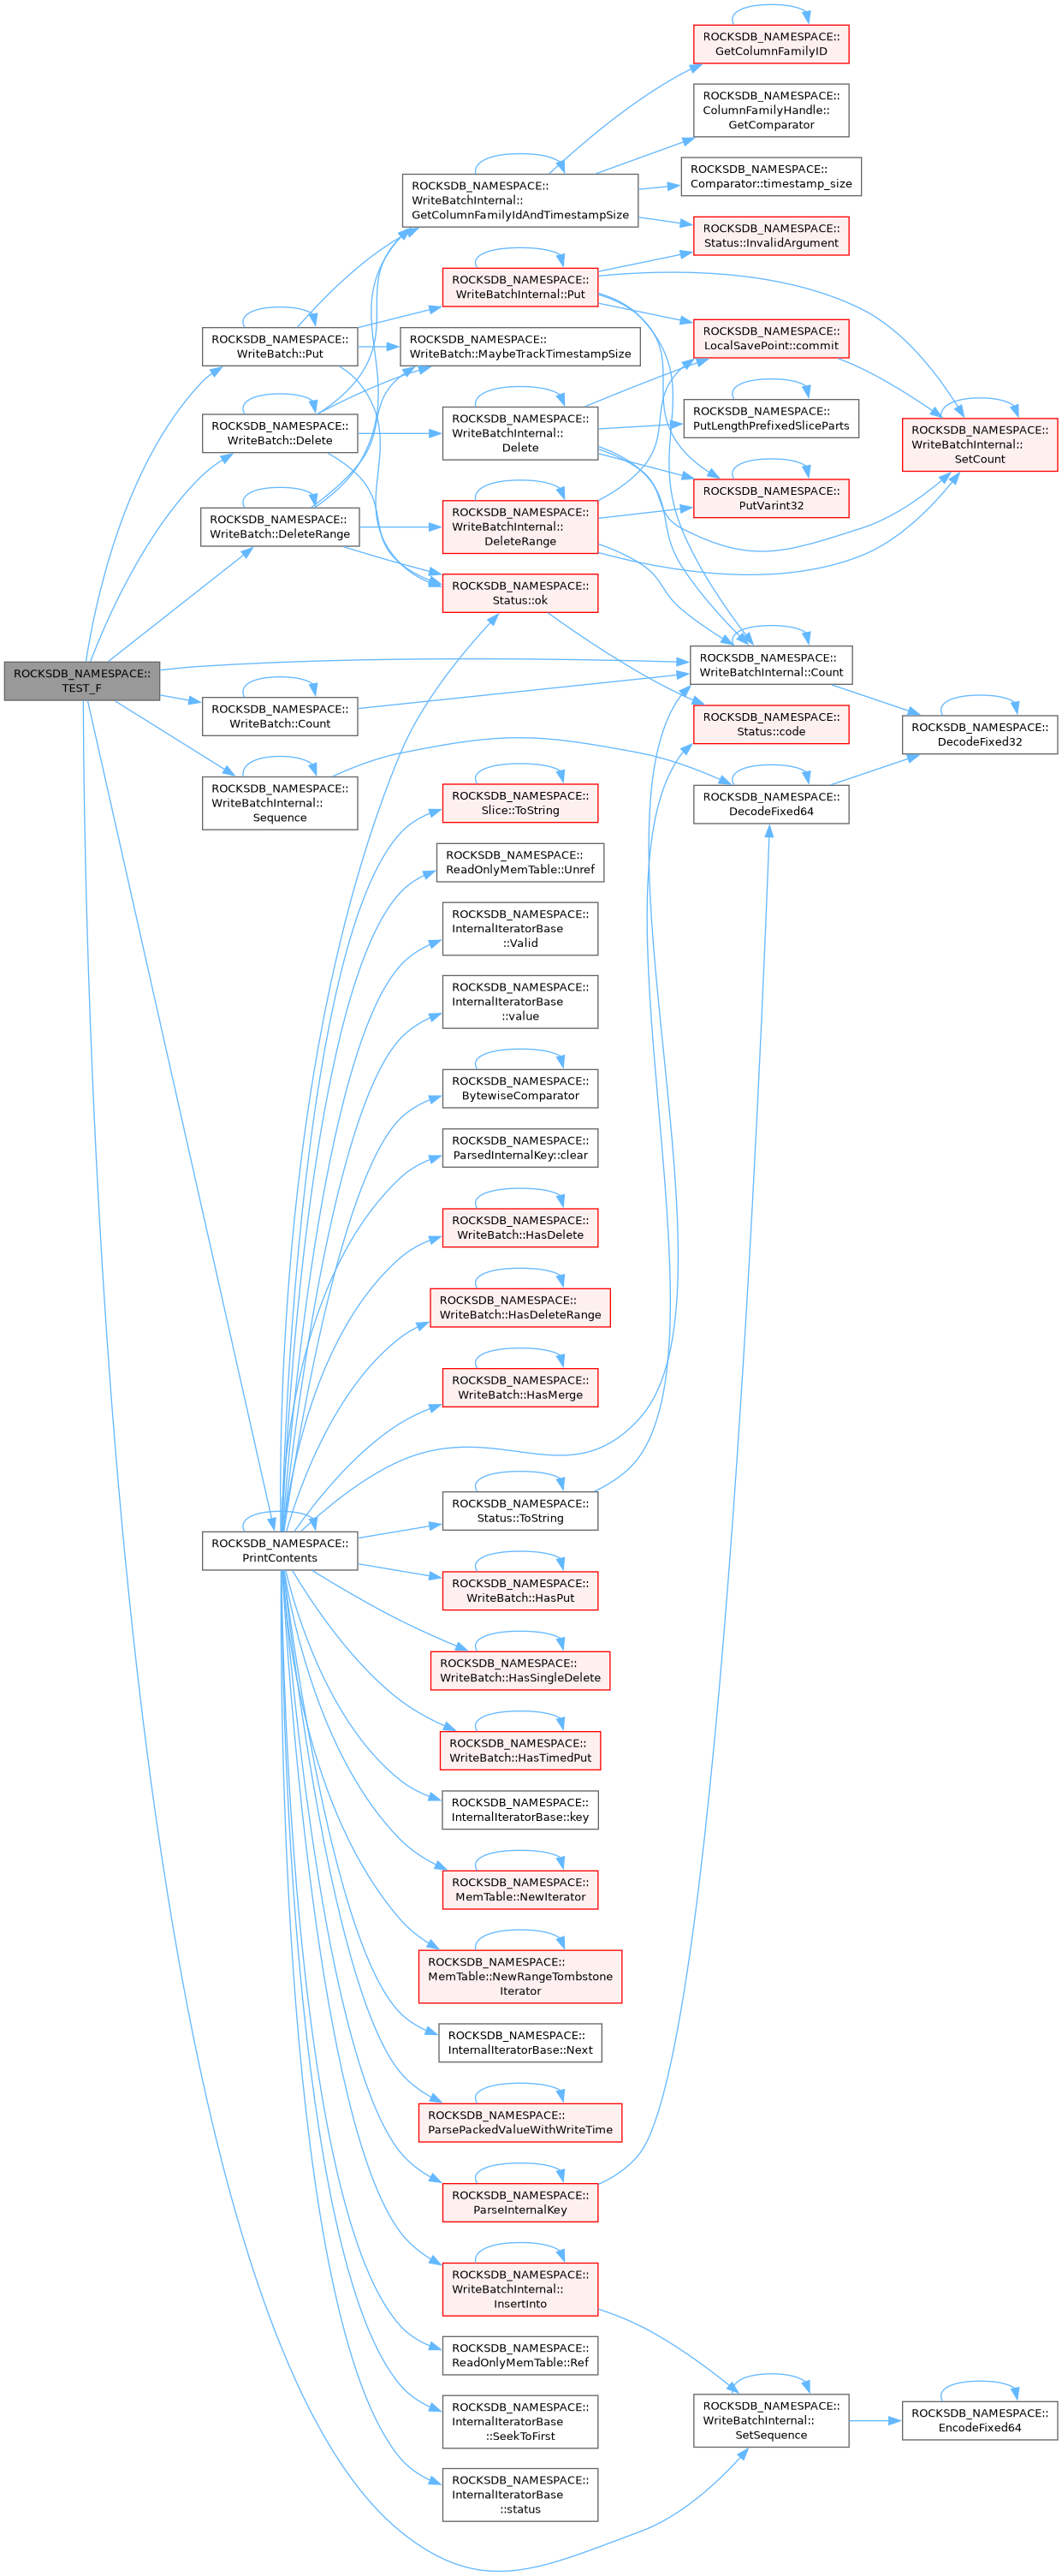 ROCKSDB_NAMESPACE::
GetColumnFamilyID
ROCKSDB_NAMESPACE::
ColumnFamilyHandle::
GetComparator
ROCKSDB_NAMESPACE::
Comparator::timestamp_size
ROCKSDB_NAMESPACE::
WriteBatchInternal::
GetColumnFamilyIdAndTimestampSize
ROCKSDB_NAMESPACE::
Status::InvalidArgument
ROCKSDB_NAMESPACE::
WriteBatchInternal::Put
ROCKSDB_NAMESPACE::
WriteBatch::Put
ROCKSDB_NAMESPACE::
WriteBatch::MaybeTrackTimestampSize
ROCKSDB_NAMESPACE::
LocalSavePoint::commit
ROCKSDB_NAMESPACE::
WriteBatch::Delete
ROCKSDB_NAMESPACE::
WriteBatchInternal::
Delete
ROCKSDB_NAMESPACE::
PutLengthPrefixedSliceParts
ROCKSDB_NAMESPACE::
WriteBatchInternal::
SetCount
ROCKSDB_NAMESPACE::
WriteBatch::DeleteRange
ROCKSDB_NAMESPACE::
WriteBatchInternal::
DeleteRange
ROCKSDB_NAMESPACE::
PutVarint32
ROCKSDB_NAMESPACE::
Status::ok
ROCKSDB_NAMESPACE::
TEST_F
ROCKSDB_NAMESPACE::
WriteBatchInternal::Count
ROCKSDB_NAMESPACE::
WriteBatch::Count
ROCKSDB_NAMESPACE::
Status::code
ROCKSDB_NAMESPACE::
DecodeFixed32
ROCKSDB_NAMESPACE::
WriteBatchInternal::
Sequence
ROCKSDB_NAMESPACE::
Slice::ToString
ROCKSDB_NAMESPACE::
DecodeFixed64
ROCKSDB_NAMESPACE::
ReadOnlyMemTable::Unref
ROCKSDB_NAMESPACE::
InternalIteratorBase
::Valid
ROCKSDB_NAMESPACE::
InternalIteratorBase
::value
ROCKSDB_NAMESPACE::
BytewiseComparator
ROCKSDB_NAMESPACE::
ParsedInternalKey::clear
ROCKSDB_NAMESPACE::
WriteBatch::HasDelete
ROCKSDB_NAMESPACE::
WriteBatch::HasDeleteRange
ROCKSDB_NAMESPACE::
WriteBatch::HasMerge
ROCKSDB_NAMESPACE::
Status::ToString
ROCKSDB_NAMESPACE::
PrintContents
ROCKSDB_NAMESPACE::
WriteBatch::HasPut
ROCKSDB_NAMESPACE::
WriteBatch::HasSingleDelete
ROCKSDB_NAMESPACE::
WriteBatch::HasTimedPut
ROCKSDB_NAMESPACE::
InternalIteratorBase::key
ROCKSDB_NAMESPACE::
MemTable::NewIterator
ROCKSDB_NAMESPACE::
MemTable::NewRangeTombstone
Iterator
ROCKSDB_NAMESPACE::
InternalIteratorBase::Next
ROCKSDB_NAMESPACE::
ParsePackedValueWithWriteTime
ROCKSDB_NAMESPACE::
ParseInternalKey
ROCKSDB_NAMESPACE::
WriteBatchInternal::
InsertInto
ROCKSDB_NAMESPACE::
ReadOnlyMemTable::Ref
ROCKSDB_NAMESPACE::
InternalIteratorBase
::SeekToFirst
ROCKSDB_NAMESPACE::
WriteBatchInternal::
SetSequence
ROCKSDB_NAMESPACE::
EncodeFixed64
ROCKSDB_NAMESPACE::
InternalIteratorBase
::status